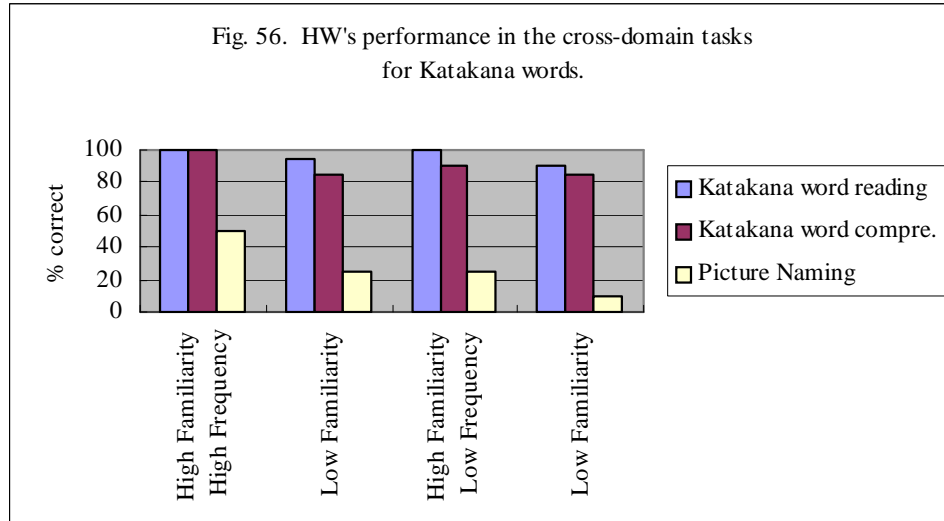 Fig. 56. HW's performance in the cross-domain tasks
for Katakana words.
100
80
60
40
20
0
% correct
High Familiarity
High Frequency
Low Familiarity
High Familiarity
Low Frequency
Low Familiarity
Katakana word reading
Katakana word compre.
Picture Naming